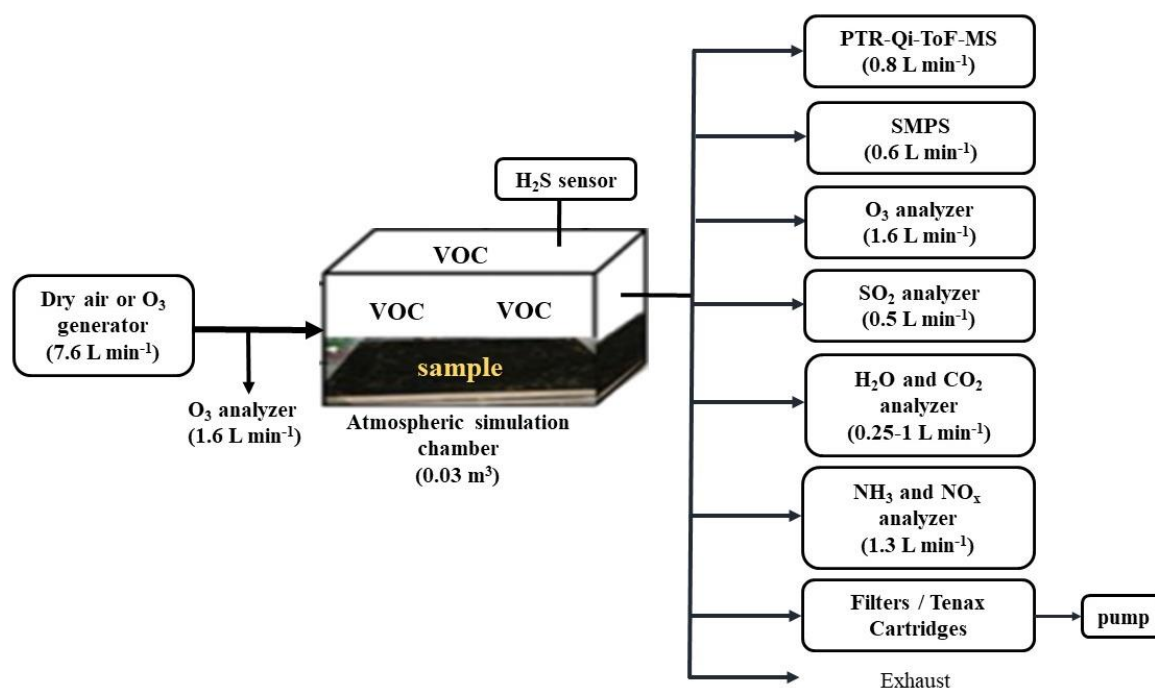 Dry air or O₃
generator
(7.6 L min⁻¹)
O₃ analyzer
(1.6 L min⁻¹)
H₂S sensor
VOC
VOC VOC
sample
Atmospheric simulation
chamber
(0.03 m³)
PTR-Qi-ToF-MS
(0.8 L min⁻¹)
SMPS
(0.6 L min⁻¹)
O₃ analyzer
(1.6 L min⁻¹)
SO₂ analyzer
(0.5 L min⁻¹)
H₂O and CO₂
analyzer
(0.25-1 L min⁻¹)
NH₃ and NOₓ
analyzer
(1.3 L min⁻¹)
Filters / Tenax
Cartridges
pump
Exhaust